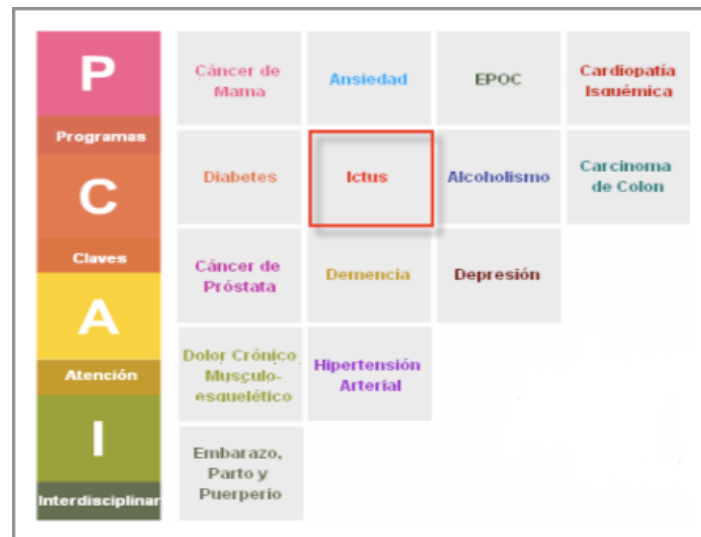 P
Programas
C
Claves
A
Atención
I
Interdisciplinar
Cáncer de
Mama
Ansiedad
EPOC
Cardiopatía
Isquémica
Diabetes
Ictus
Alcoholismo
Carcinoma
de Colon
Cáncer de
Próstata
Demencia
Depresión
Dolor Crónico
Musculo-
esquelético
Hipertensión
Arterial
Embarazo,
Parto y
Puerperio